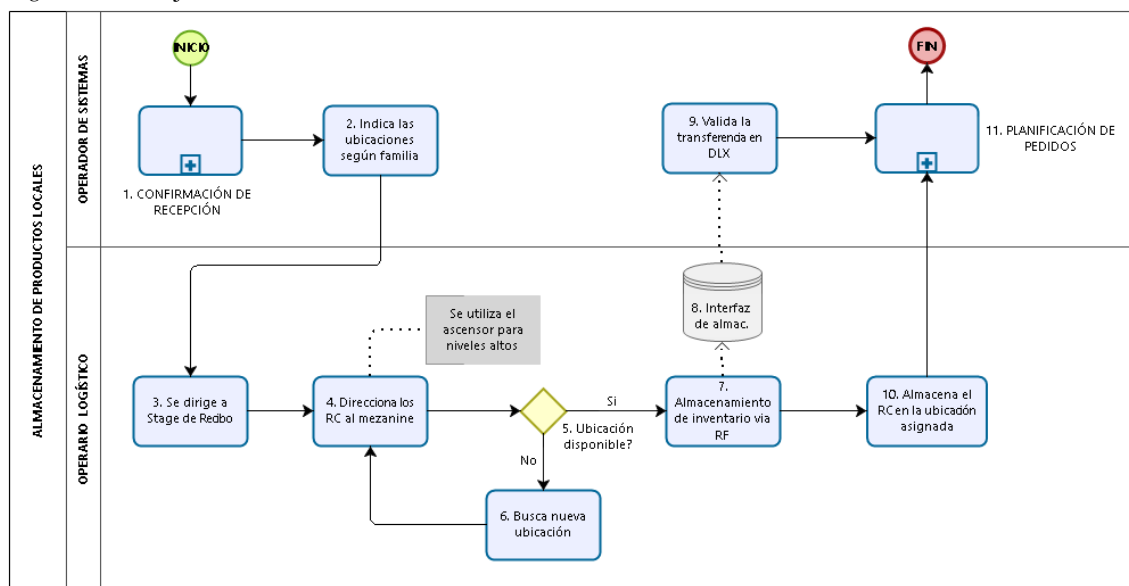 ALMACENAMIENTO DE PRODUCTOS LOCALES
OPERADOR DE SISTEMAS
INICIO
1. CONFIRMACIÓN DE
RECEPCIÓN
2. Indica las
ubicaciones
según familia
9. Valida la
transferenda en
DLX
FIN
11. PLANIFICACIÓN DE
PEDIDOS
OPERARIO LOGÍSTICO
3. Se dirige a
Stage de Recibo
4. Direcciona los
RC al mezanine
Se utiliza el
ascensor para
niveles altos
5. Ubicación
disponible?
Si
No
6. Busca nueva
ubicación
7.
Almacenamiento
de inventario via
RF
8. Interfaz
de almac.
10. Almacena el
RC en la ubicación
asignada